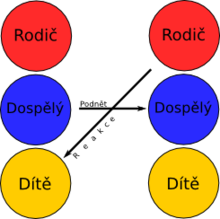 Rodič Rodič
Dospělý Podnět Dospělý
Reakce
Dítě Dítě